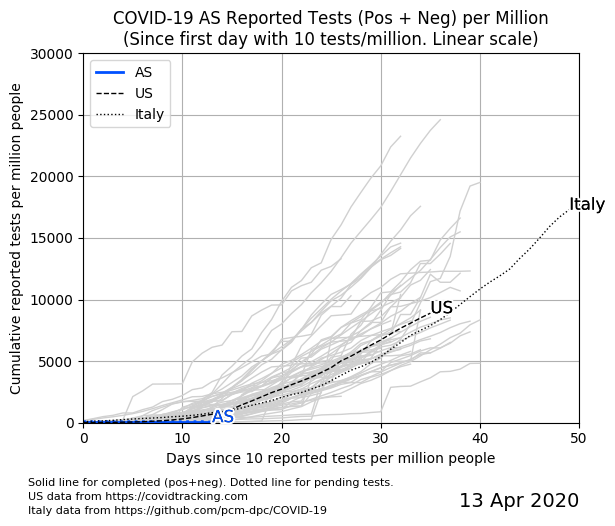 COVID-19 AS Reported Tests (Pos + Neg) per Million
(Since first day with 10 tests/million. Linear scale)
Cumulative reported tests per million people
30000
25000
20000
15000
10000
5000
0
AS
US
Italy
Italy
US
AS
0 10 20 30 40 50
Days since 10 reported tests per million people
Solid line for completed (pos+neg). Dotted line for pending tests.
US data from https://covidtracking.com
Italy data from https://github.com/pcm-dpc/COVID-19
13 Apr 2020